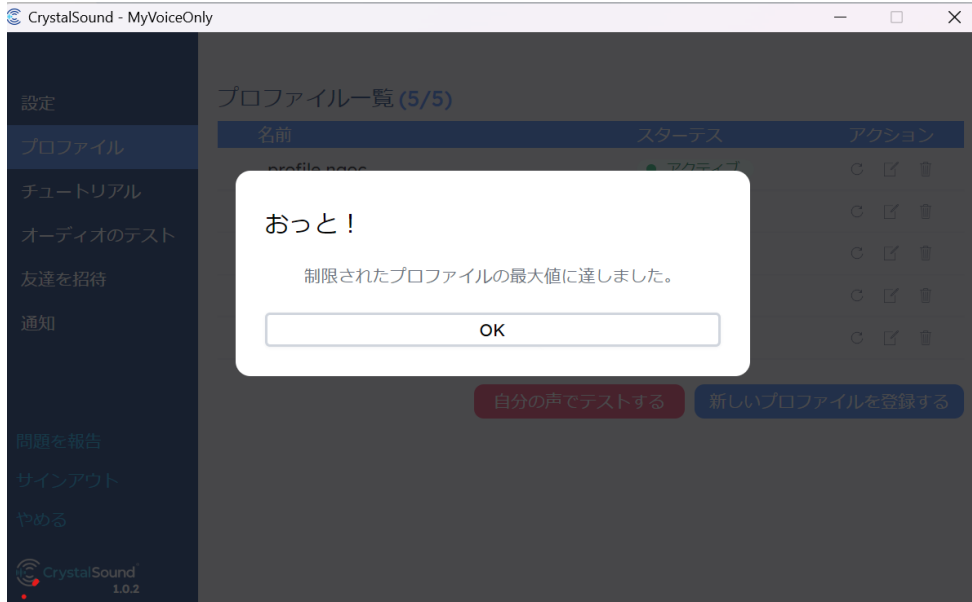 CrystalSound - MyVoiceOnly
設定
プロファイル
チュートリアル
オーディオのテスト
友達を招待
通知
問題を報告
サインアウト
やめる
CrystalSound
1.0.2
プロファイル一覧 (5/5)
名前 スターテス アクション
profile ngoc アクティブ
おっと！
制限されたプロファイルの最大値に達しました。
OK
自分の声でテストする 新しいプロファイルを登録する